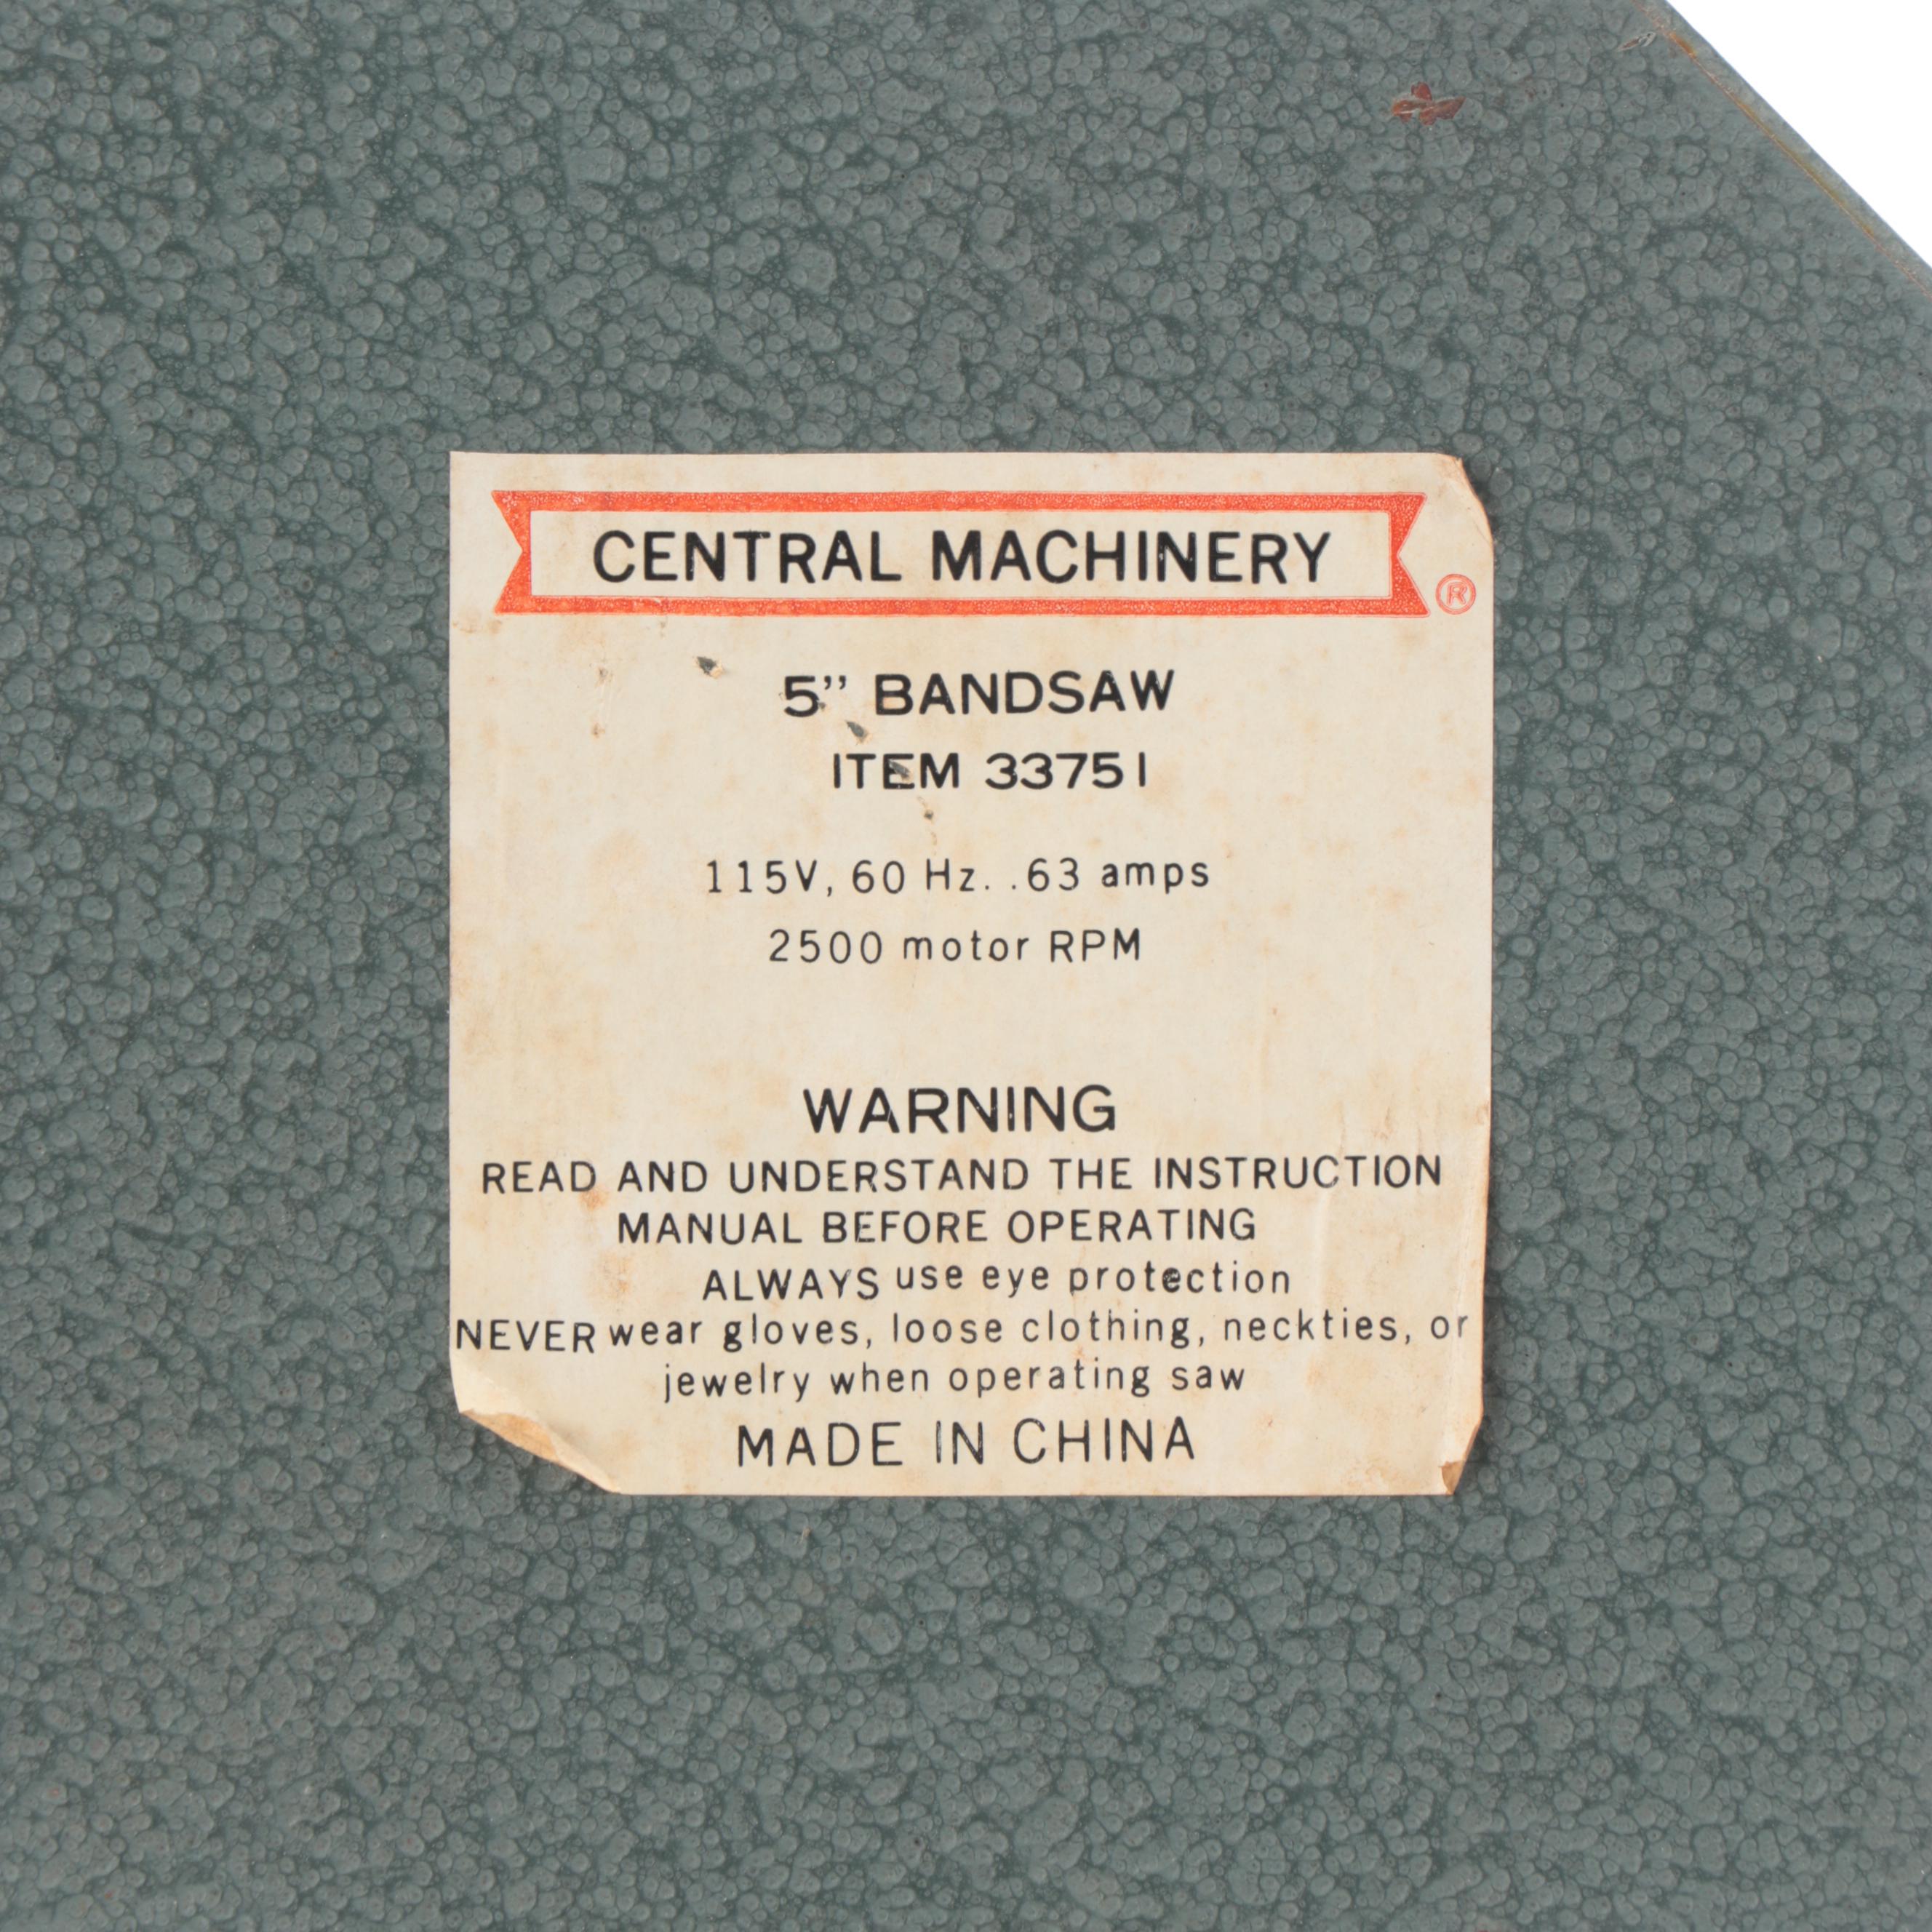 CENTRAL MACHINERY
®
5” BANDSAW
ITEM 33751
115V, 60 Hz. .63 amps
2500 motor RPM
WARNING
READ AND UNDERSTAND THE INSTRUCTION
MANUAL BEFORE OPERATING
ALWAYS use eye protection
NEVER wear gloves, loose clothing, neckties, or
jewelry when operating saw
MADE IN CHINA